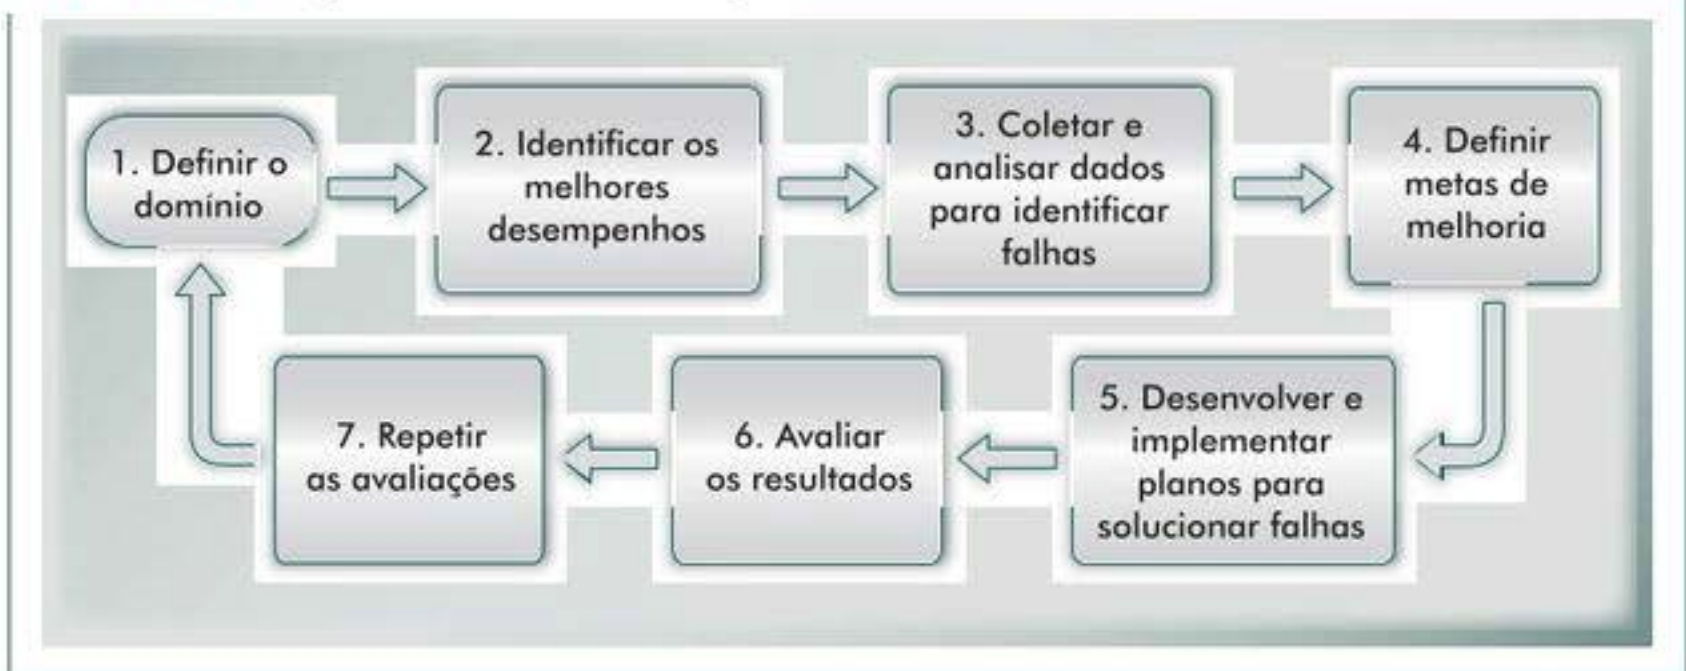 1. Definir o
domínio
2. Identificar os
melhores
desempenhos
3. Coletar e
analisar dados
para identificar
falhas
4. Definir
metas de
melhoria
5. Desenvolver e
implementar
planos para
solucionar falhas
6. Avaliar
os resultados
7. Repetir
as avaliações